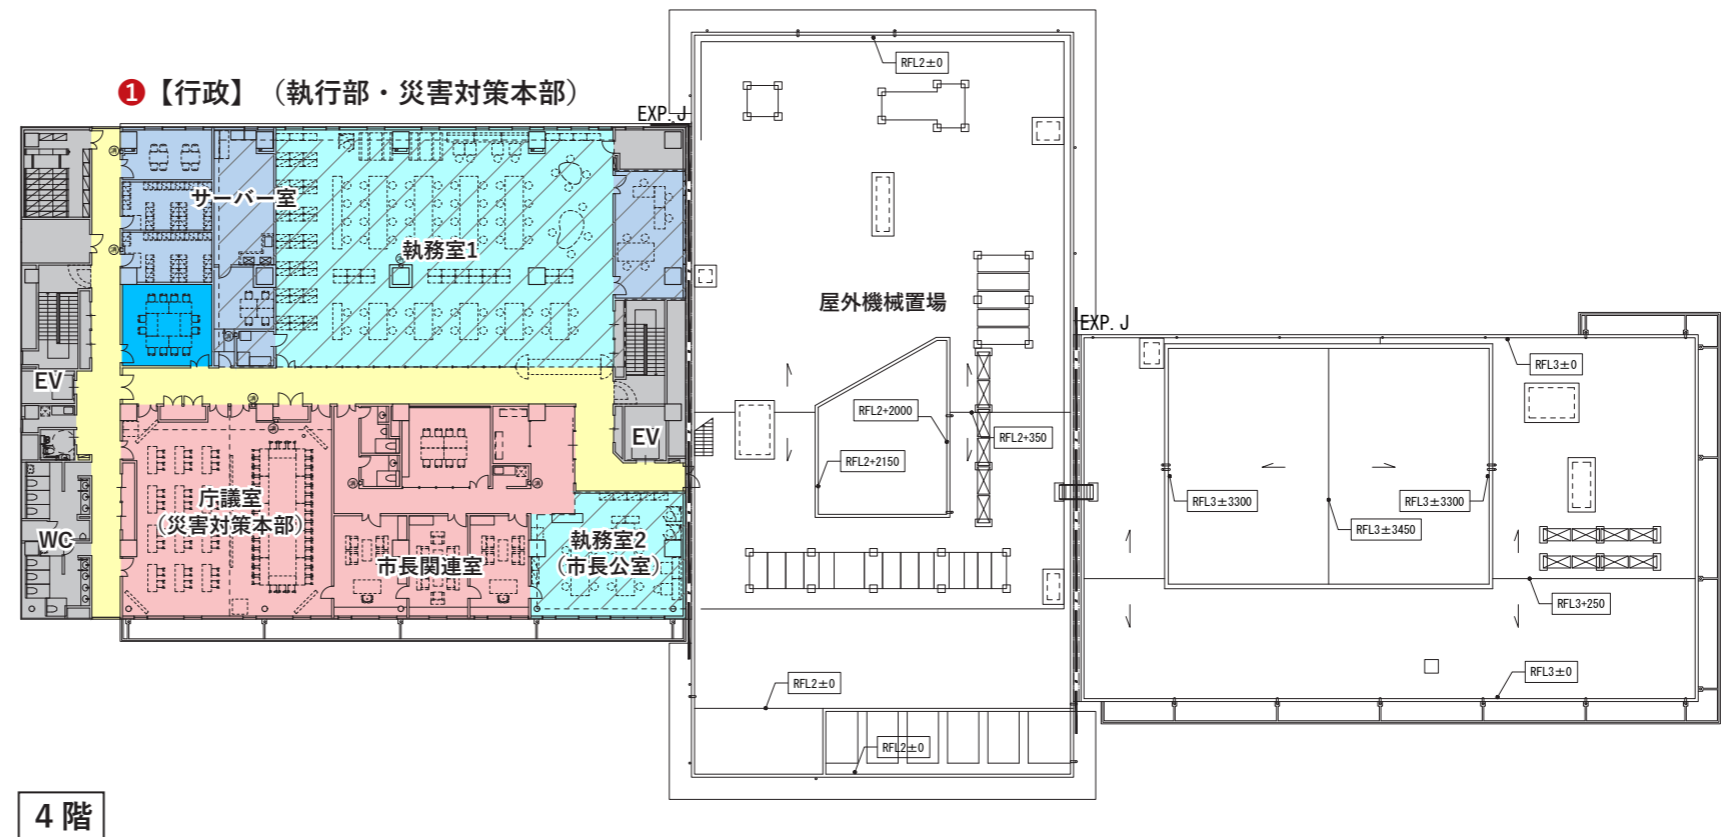 ❶【行政】（執行部・災害対策本部）
EXP. J
RFL2±0
サーバー室
執務室1
屋外機械置場
EXP. J
RFL3±0
EV
RFL2+2000
RFL2+350
EV
RFL2+2150
庁議室
（災害対策本部）
WC
執務室2
（市長公室）
市長関連室
RFL3±3300
RFL3±3300
RFL3±3450
RFL3+250
RFL3±0
RFL2±0
RFL2±0
4階